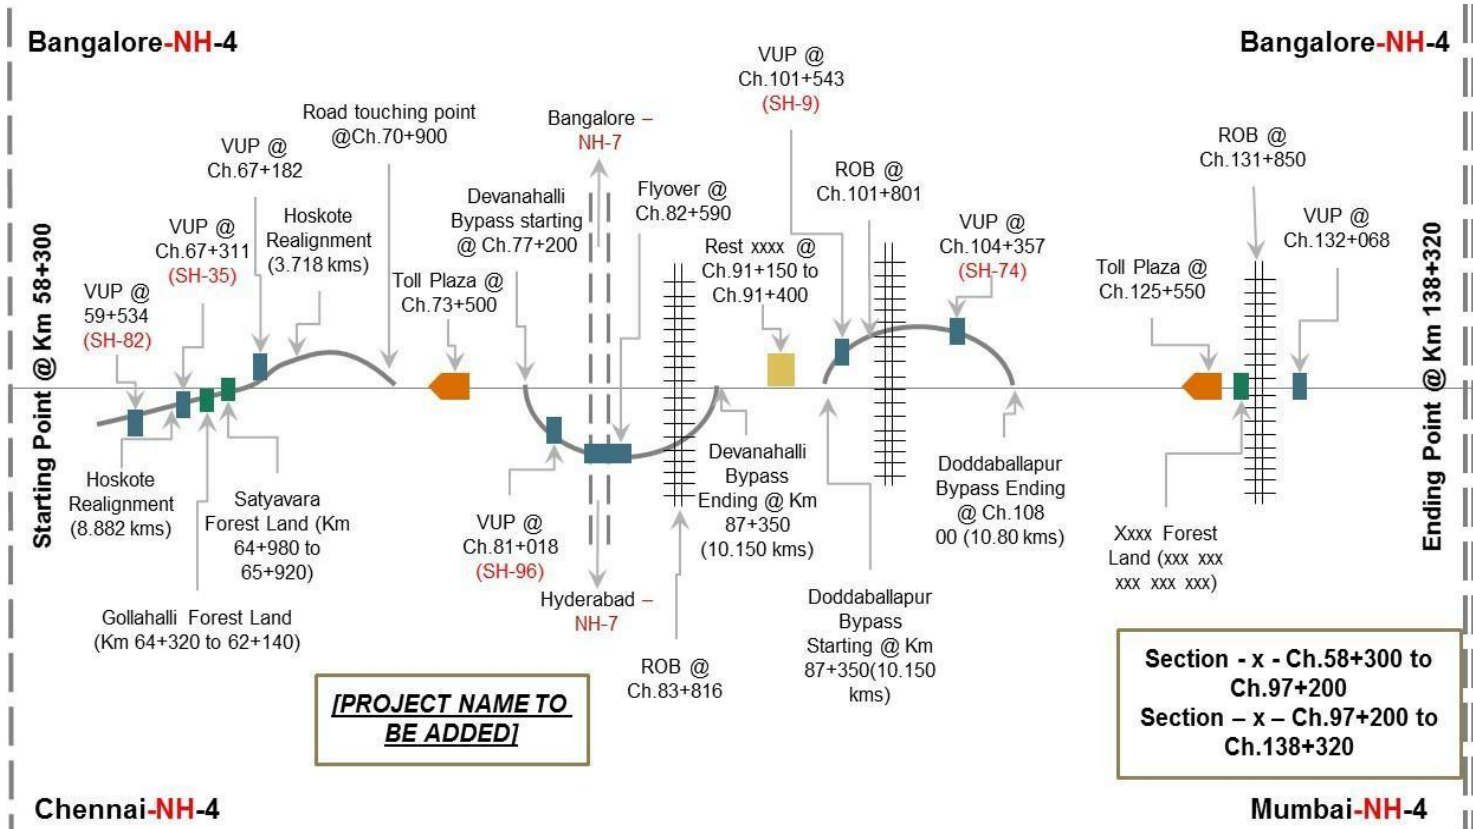 Bangalore-NH-4
Bangalore-NH-4
VUP @
Ch.101+543
(SH-9)
Road touching point
@Ch.70+900
Bangalore –
NH-7
VUP @
Ch.67+182
ROB @
Ch.131+850
ROB @
Ch.101+801
Devanahalli
Bypass starting
@ Ch.77+200
Flyover @
Ch.82+590
Hoskote
Realignment
(3.718 kms)
VUP @
Ch.67+311
(SH-35)
VUP @
Ch.104+357
(SH-74)
VUP @
Ch.132+068
Rest xxxx @
Ch.91+150 to
Ch.91+400
Toll Plaza @
Ch.73+500
Toll Plaza @
Ch.125+550
VUP @
59+534
(SH-82)
Starting Point @ Km 58+300
Ending Point @ Km 138+320
Hoskote
Realignment
(8.882 kms)
Satyavara
Forest Land (Km
64+980 to
65+920)
Gollahalli Forest Land
(Km 64+320 to 62+140)
VUP @
Ch.81+018
(SH-96)
Hyderabad –
NH-7
Devanahalli
Bypass
Ending @ Km
87+350
(10.150 kms)
ROB @
Ch.83+816
Doddaballapur
Bypass
Starting @ Km
87+350(10.150
kms)
Doddaballapur
Bypass Ending
@ Ch.108
00 (10.80 kms)
Xxxx Forest
Land (xxx xxx
xxx xxx xxx)
[PROJECT NAME TO
BE ADDED]
Section - x - Ch.58+300 to
Ch.97+200
Section – x – Ch.97+200 to
Ch.138+320
Chennai-NH-4
Mumbai-NH-4